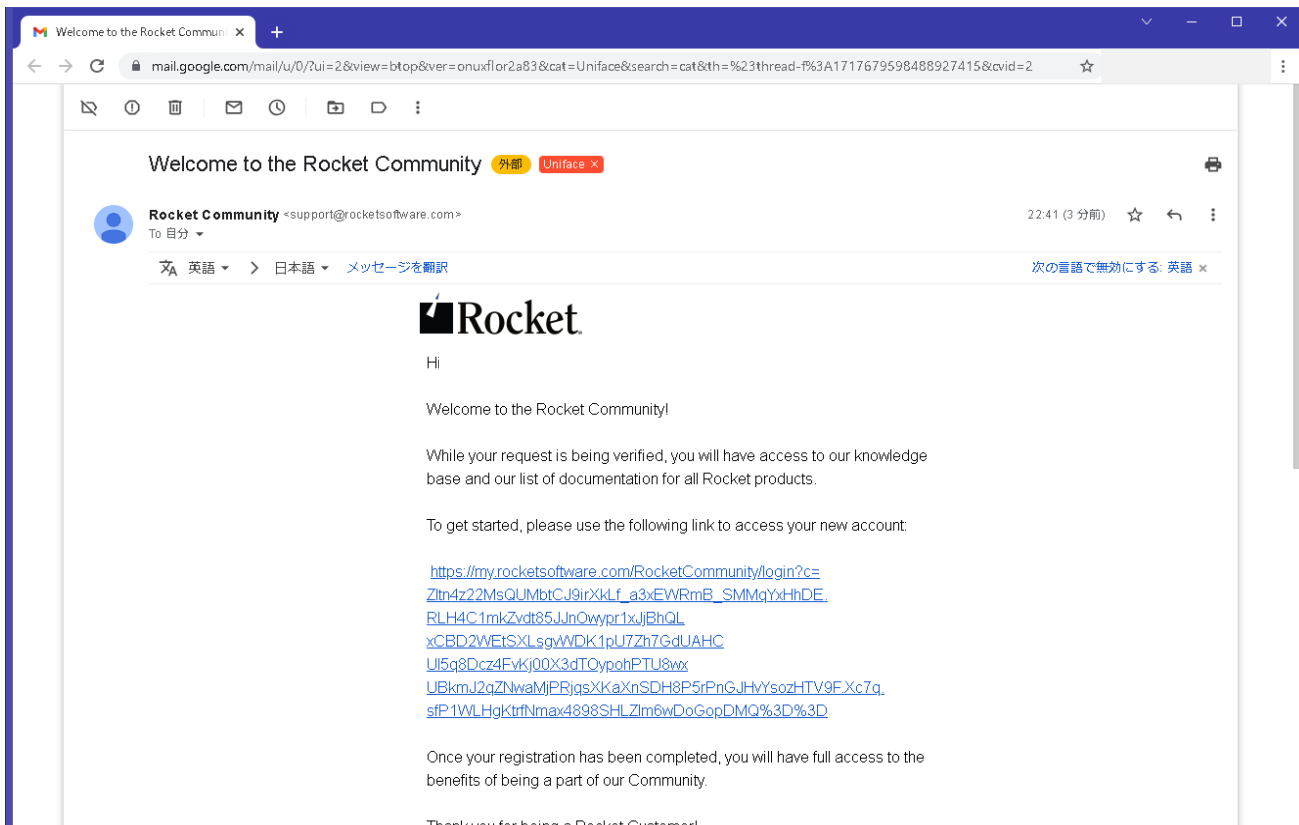 Welcome to the Rocket Commun
mail.google.com/mail/u/0/?ui=2&view=btop&ver=onuxflor2a83&cat=Uniface&search=cat&th=%23thread-f%3A1717679598488927415&cvid=2
Welcome to the Rocket Community 外部 Uniface ×
Rocket Community <support@rocketsoftware.com> 22:41 (3 分前)
To 自分
英語 > 日本語 メッセージを翻訳 次の言語で無効にする: 英語 ×
Rocket.
Hi
Welcome to the Rocket Community!
While your request is being verified, you will have access to our knowledge
base and our list of documentation for all Rocket products.
To get started, please use the following link to access your new account:
https://my.rocketsoftware.com/RocketCommunity/login?c=
Zltn4z22MsQUMbtCJ9irXkLf_a3xEWRmB_SMMqYxHhDE.
RLH4C1mkZvdt85JJnOwypr1xJjBhQL
xCBD2WEtSXLsgvWDK1pU7Zh7GdUAHC
Ul5q8Dcz4FvKj00X3dTOypohPTU8wx
UBkmJ2qZNwaMjPRjqsXKaXnSDH8P5rPnGJHvYsozHTV9F.Xc7q.
sfP1WLHgKtrfNmax4898SHLZlm6wDoGopDMQ%3D%3D
Once your registration has been completed, you will have full access to the
benefits of being a part of our Community.
Thank you for being a Rocket Customer!